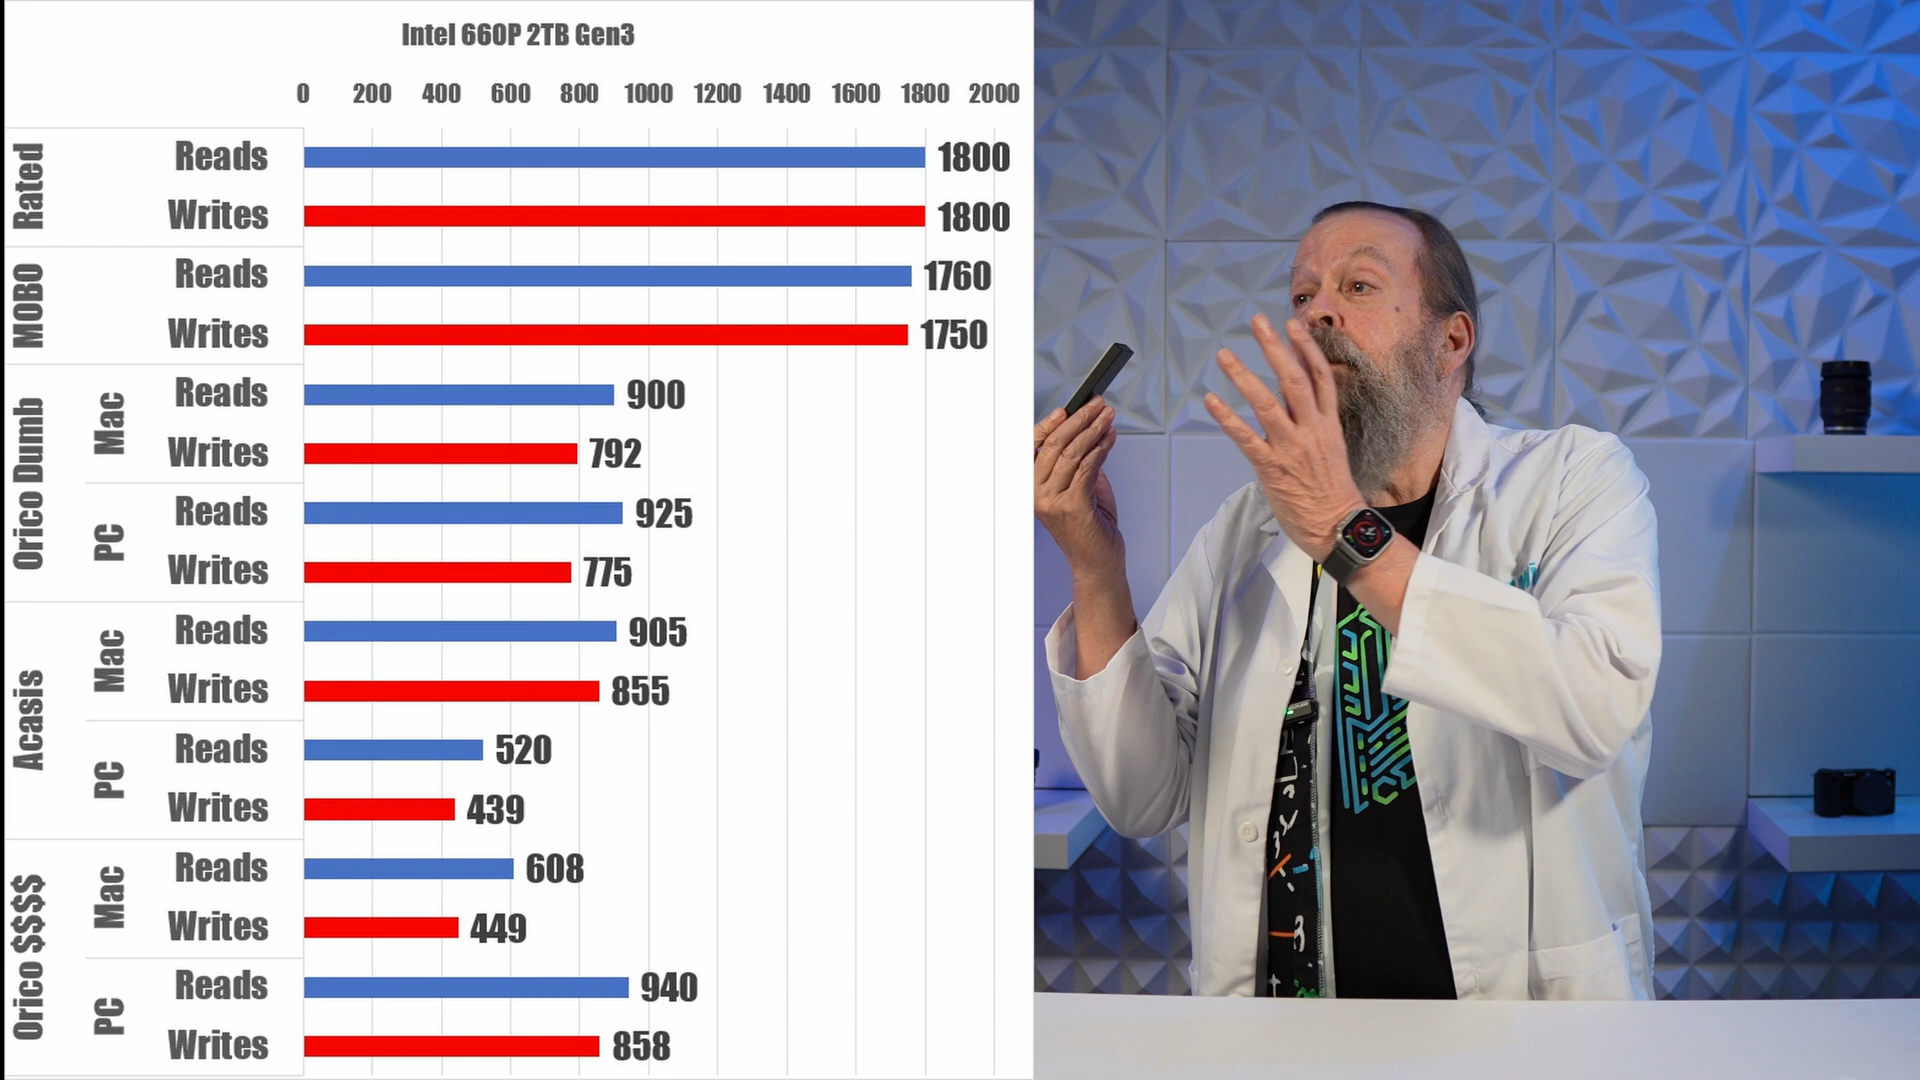 Intel 660P 2TB Gen3
0 200 400 600 800 1000 1200 1400 1600 1800 2000
Rated
Reads 1800
Writes 1800
MOBO
Reads 1760
Writes 1750
Orico Dumb
Mac
Reads 900
Writes 792
PC
Reads 925
Writes 775
Acasis
Mac
Reads 905
Writes 855
PC
Reads 520
Writes 439
Orico $$$$
Mac
Reads 608
Writes 449
PC
Reads 940
Writes 858